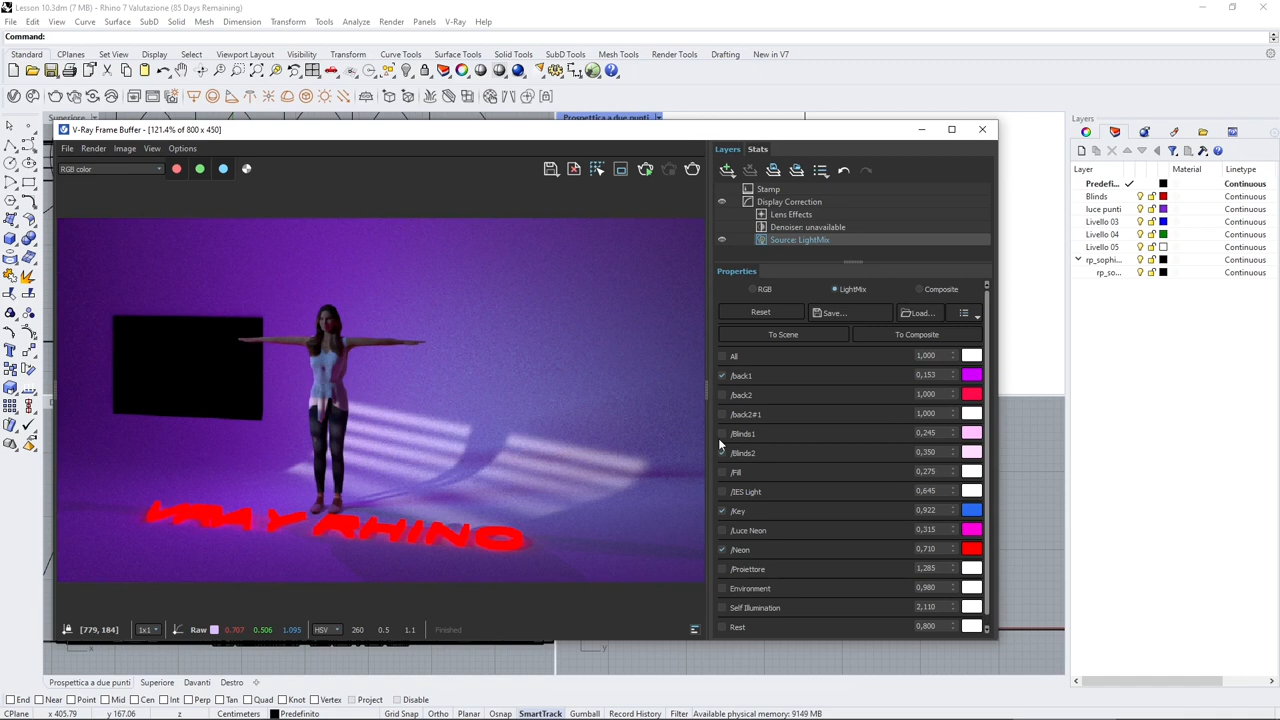 Lesson 10.3dm (7 MB) - Rhino 7 Valutazione (85 Days Remaining)
File Edit View Curve Surface SubD Solid Mesh Dimension Transform Tools Analyze Render Panels V-Ray Help
Command:
Standard CPlanes Set View Display Select Viewport Layout Visibility Transform Curve Tools Surface Tools Solid Tools SubD Tools Mesh Tools Render Tools Drafting New in V7
Superiore Prospettica a due punti
Layers
V-Ray Frame Buffer - [121.4% of 800 x 450]
File Render Image View Options
RGB color
Layers Stats
Stamp
Display Correction
Lens Effects
Denoiser: unavailable
Source: LightMix
Properties
RGB LightMix Composite
Reset Save... Load...
To Scene To Composite
All 1,000
/back1 0,153
/back2 1,000
/back2#1 1,000
/Blinds1 0,245
/Blinds2 0,350
/Fill 0,275
/IES Light 0,645
/Key 0,922
/Luce Neon 0,315
/Neon 0,710
/Proiettore 1,285
Environment 0,980
Self Illumination 2,110
Rest 0,800
VRAY RHINO
[779, 184] 1x1 Raw 0.707 0.506 1.095 HSV 260 0.5 1.1 Finished
Layer Material Linetype
Predefi... Continuous
Blinds Continuous
luce punti Continuous
Livello 03 Continuous
Livello 04 Continuous
Livello 05 Continuous
rp_sophi... Continuous
rp_so... Continuous
x y
Prospettica a due punti Superiore Davanti Destro
End Near Point Mid Cen Int Perp Tan Quad Knot Vertex Project Disable
CPlane x 405.79 y 167.06 z Centimeters Predefinito Grid Snap Ortho Planar Osnap SmartTrack Gumball Record History Filter Available physical memory: 9149 MB